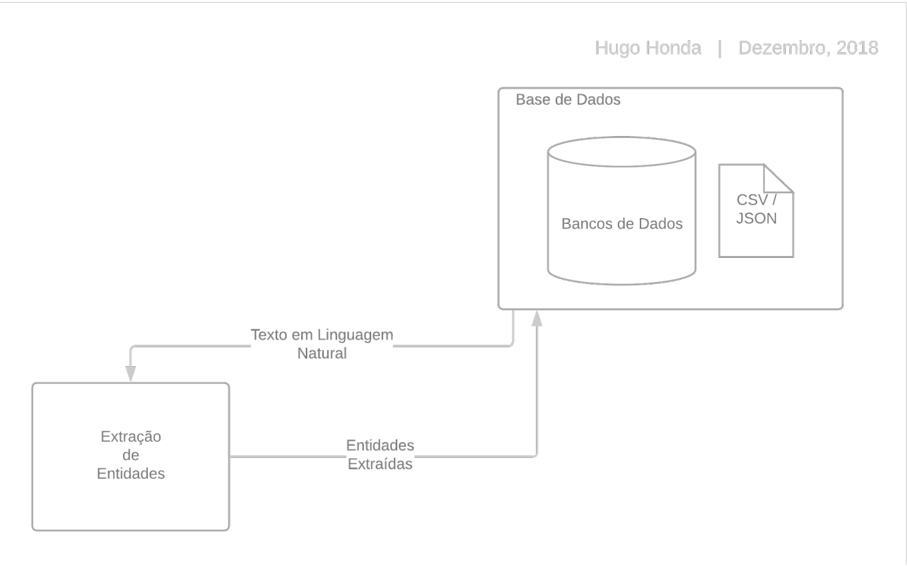 Hugo Honda | Dezembro, 2018
Base de Dados
Bancos de Dados
CSV /
JSON
Texto em Linguagem
Natural
Extração
de
Entidades
Entidades
Extraídas